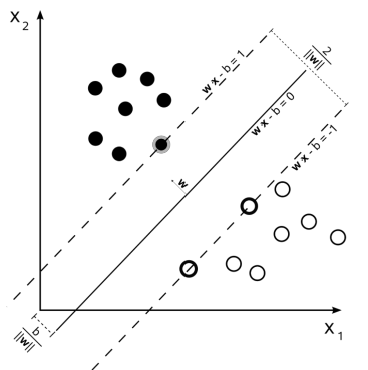 X2
2
||w||
w x - b = 1
w x - b = 0
w x - b = -1
w
b
||w||
X1